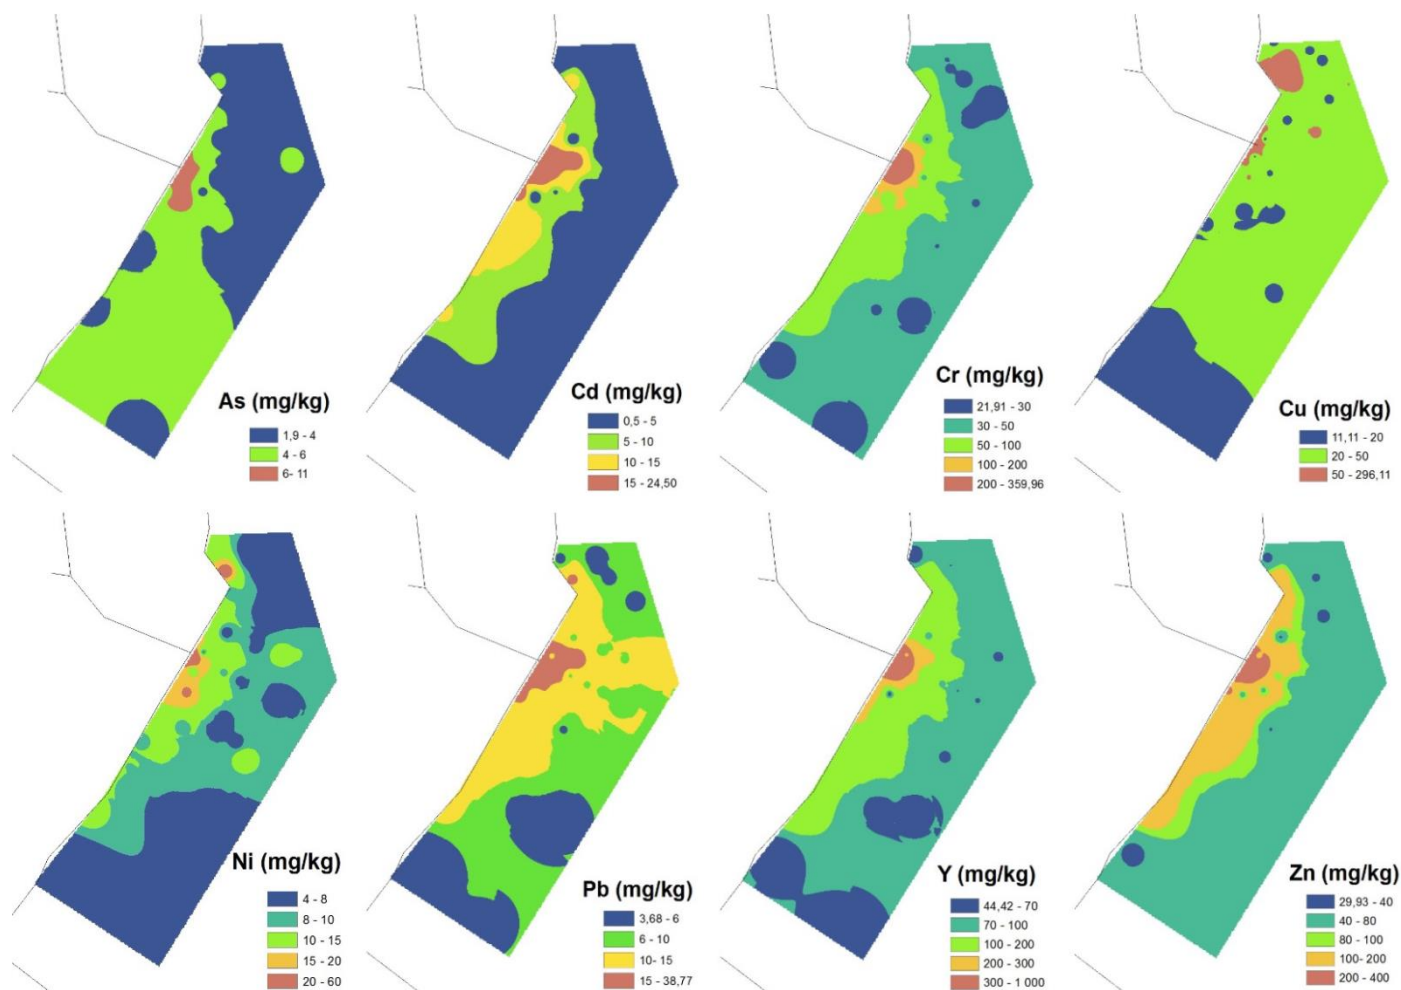 As (mg/kg)
1,9 - 4
4 - 6
6- 11
Cd (mg/kg)
0,5 - 5
5 - 10
10 - 15
15 - 24,50
Cr (mg/kg)
21,91 - 30
30 - 50
50 - 100
100 - 200
200 - 359,96
Cu (mg/kg)
11,11 - 20
20 - 50
50 - 296,11
Ni (mg/kg)
4 - 8
8 - 10
10 - 15
15 - 20
20 - 60
Pb (mg/kg)
3,68 - 6
6 - 10
10- 15
15 - 38,77
Y (mg/kg)
44,42 - 70
70 - 100
100 - 200
200 - 300
300 - 1 000
Zn (mg/kg)
29,93 - 40
40 - 80
80 - 100
100- 200
200 - 400